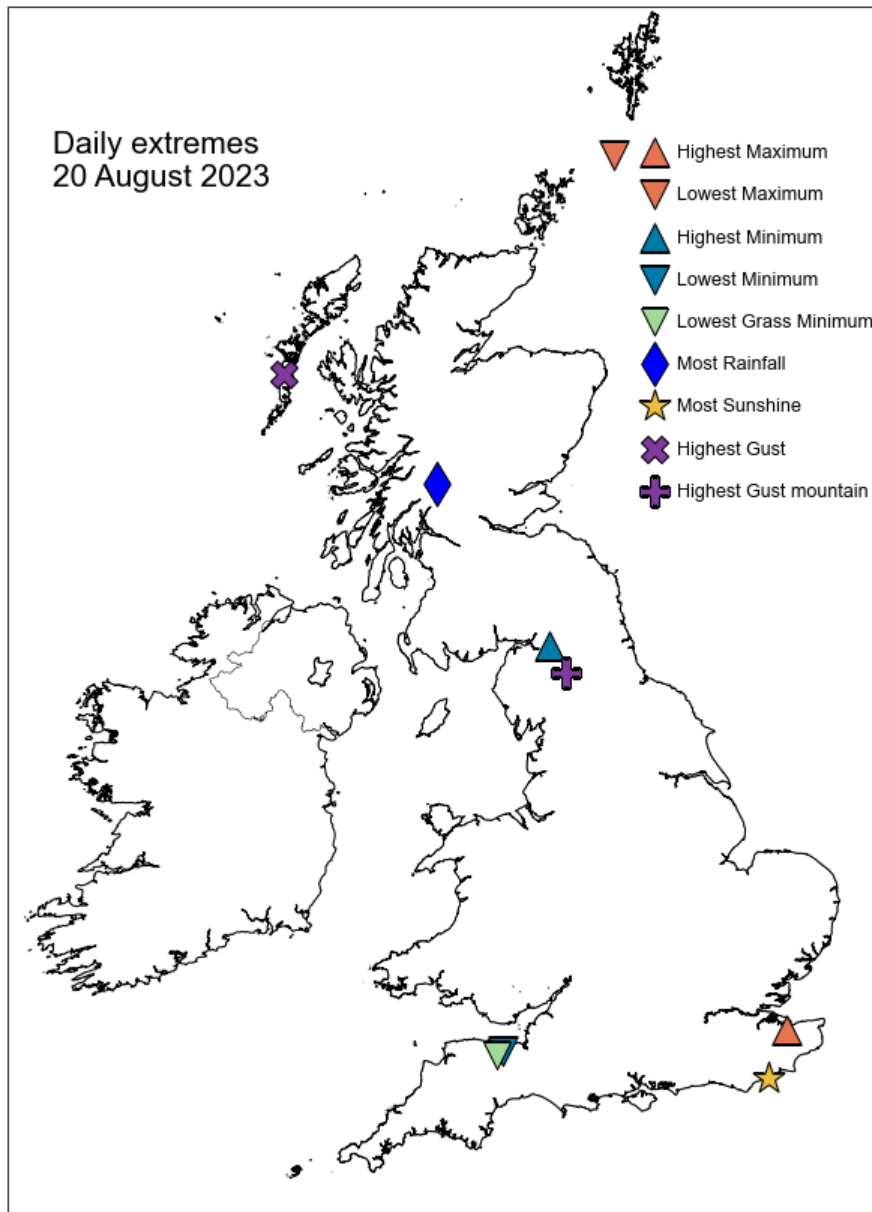 Daily extremes
20 August 2023
Highest Maximum
Lowest Maximum
Highest Minimum
Lowest Minimum
Lowest Grass Minimum
Most Rainfall
Most Sunshine
Highest Gust
Highest Gust mountain